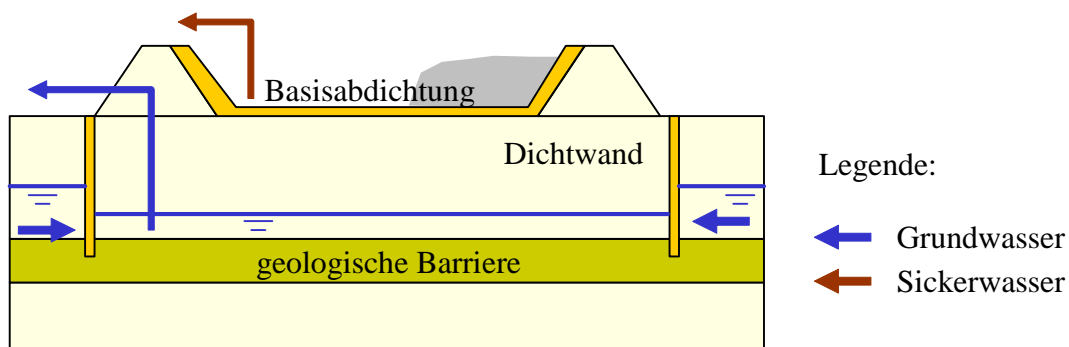 Basisabdichtung
Dichtwand
geologische Barriere
Legende:
Grundwasser
Sickerwasser